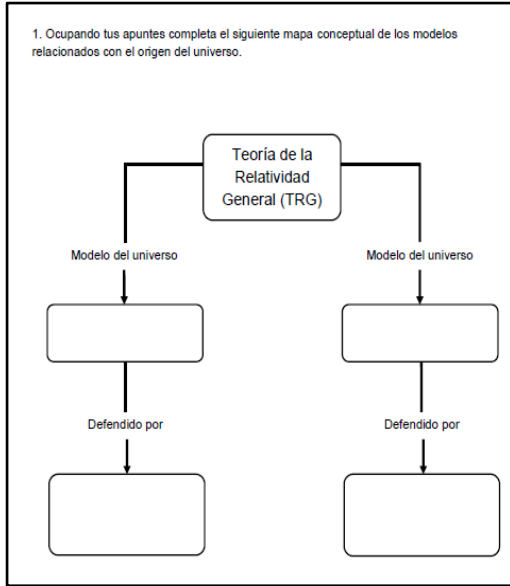 1. Ocupando tus apuntes completa el siguiente mapa conceptual de los modelos
relacionados con el origen del universo.
Teoría de la
Relatividad
General (TRG)
Modelo del universo
Modelo del universo
Defendido por
Defendido por